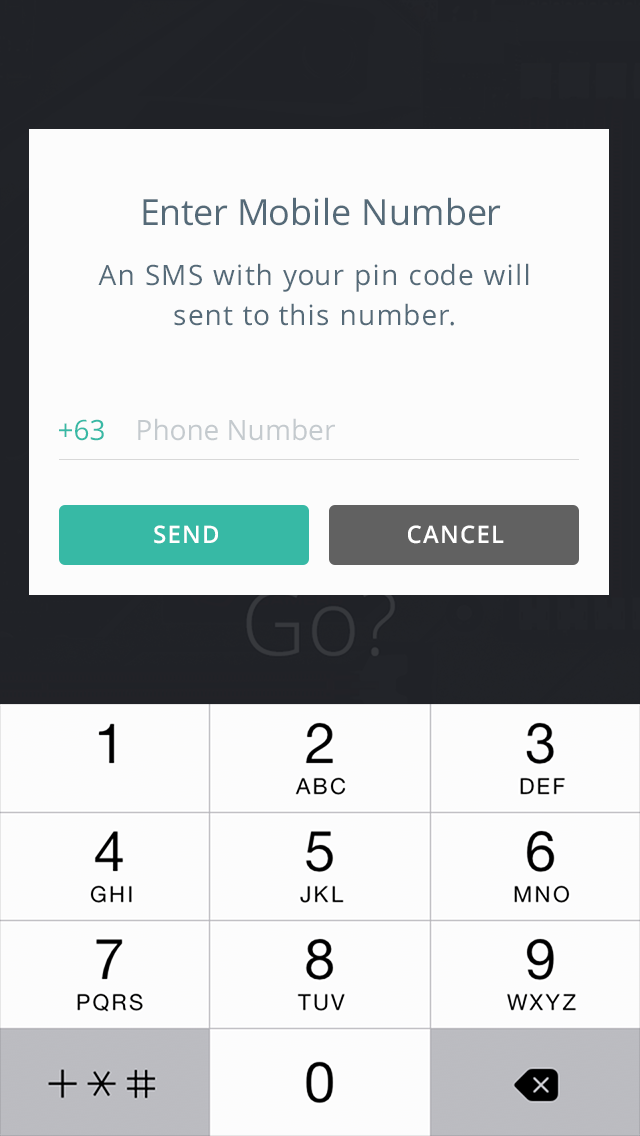 Enter Mobile Number
An SMS with your pin code will
sent to this number.
+63 Phone Number
SEND CANCEL
Go?
1 2 3
ABC DEF
4 5 6
GHI JKL MNO
7 8 9
PQRS TUV WXYZ
+*# 0